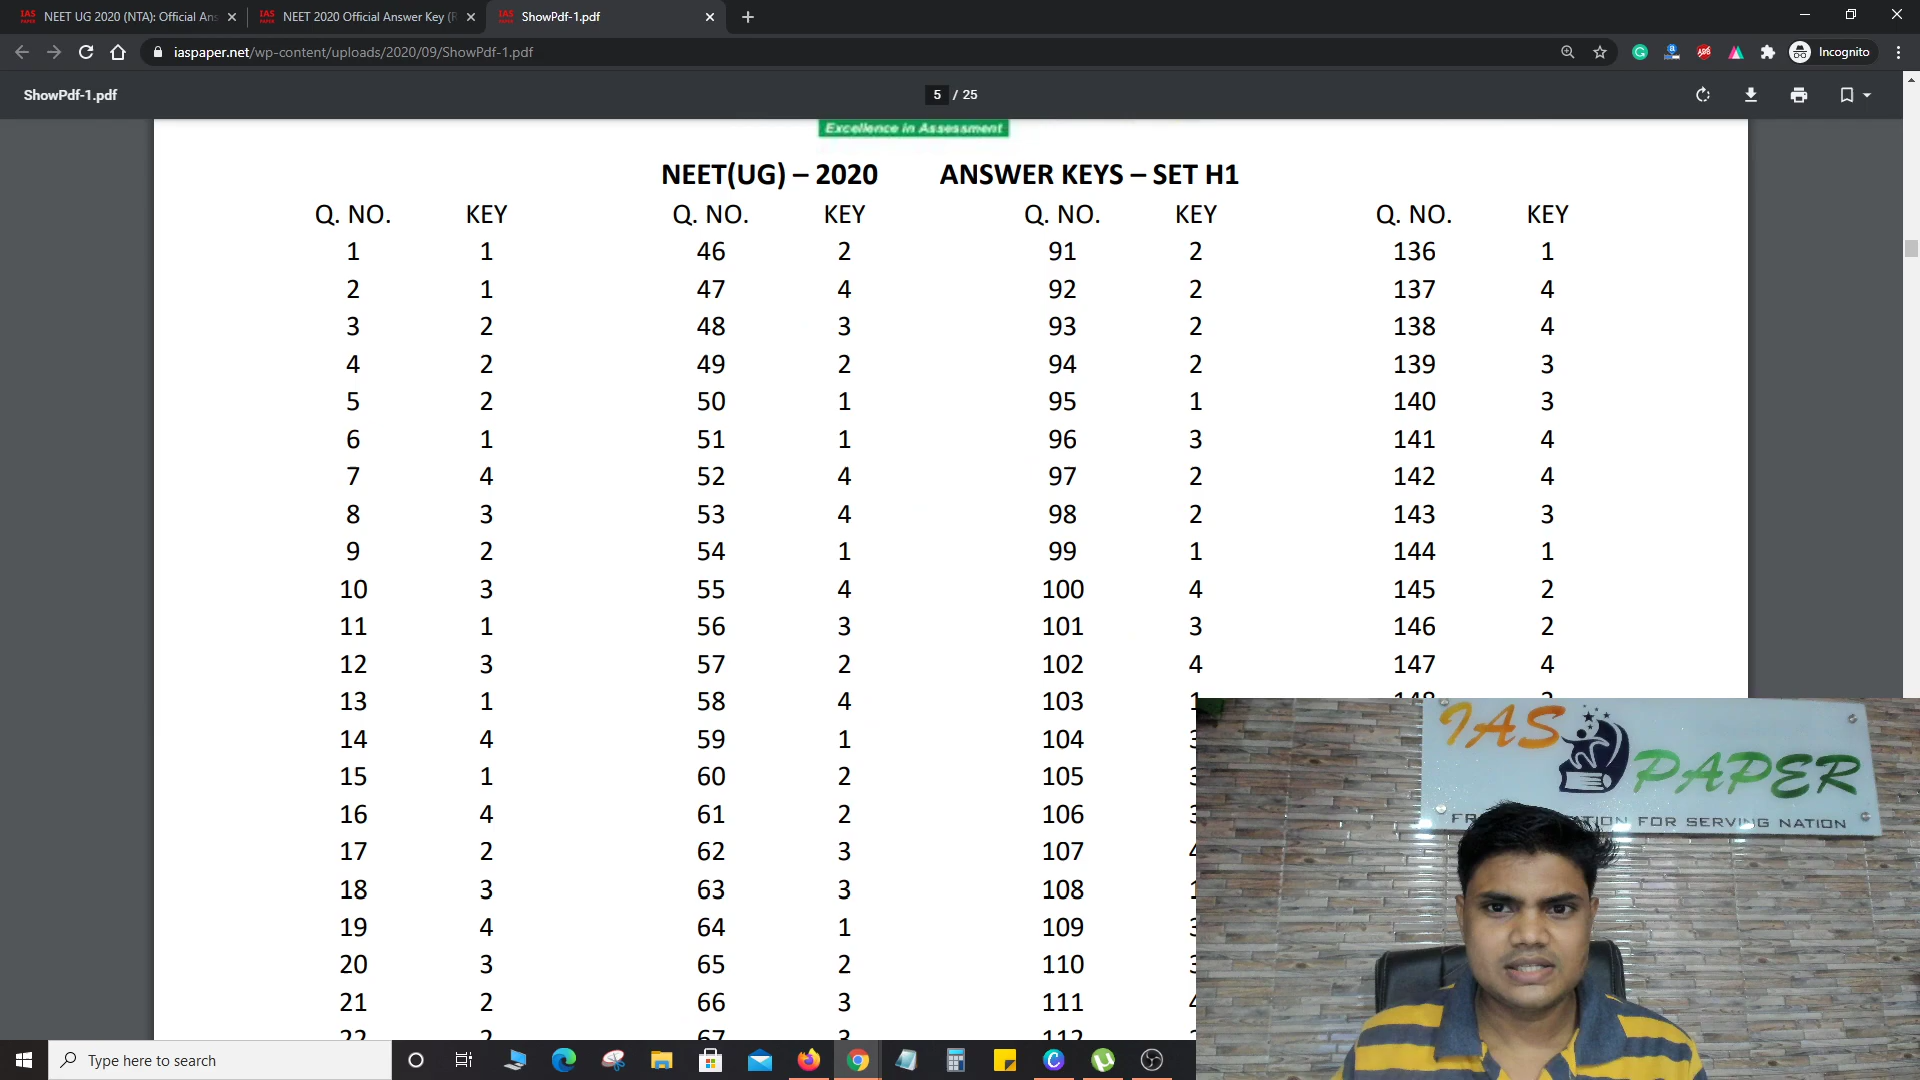 NEET UG 2020 (NTA): Official Ans
NEET 2020 Official Answer Key (R
ShowPdf-1.pdf
iaspaper.net/wp-content/uploads/2020/09/ShowPdf-1.pdf
Incognito
ShowPdf-1.pdf
5 / 25
Excellence in Assessment
NEET(UG) – 2020 ANSWER KEYS – SET H1
Q. NO. KEY Q. NO. KEY Q. NO. KEY Q. NO. KEY
1 1 46 2 91 2 136 1
2 1 47 4 92 2 137 4
3 2 48 3 93 2 138 4
4 2 49 2 94 2 139 3
5 2 50 1 95 1 140 3
6 1 51 1 96 3 141 4
7 4 52 4 97 2 142 4
8 3 53 4 98 2 143 3
9 2 54 1 99 1 144 1
10 3 55 4 100 4 145 2
11 1 56 3 101 3 146 2
12 3 57 2 102 4 147 4
13 1 58 4 103
14 4 59 1 104
15 1 60 2 105
16 4 61 2 106
17 2 62 3 107
18 3 63 3 108
19 4 64 1 109
20 3 65 2 110
21 2 66 3 111
22 2 67 3 112
IAS
PAPER
FOR SERVING NATION
Type here to search